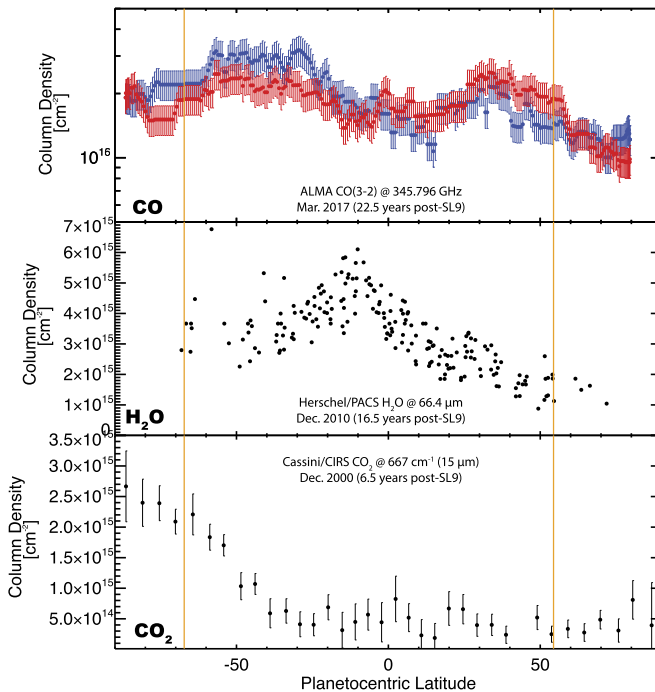 Column Density
[cm⁻²]
10¹⁶
ALMA CO(3-2) @ 345.796 GHz
Mar. 2017 (22.5 years post-SL9)
CO
Column Density
[cm⁻²]
7×10¹⁵
6×10¹⁵
5×10¹⁵
4×10¹⁵
3×10¹⁵
2×10¹⁵
1×10¹⁵
0
Herschel/PACS H₂O @ 66.4 μm
Dec. 2010 (16.5 years post-SL9)
H₂O
Column Density
[cm⁻²]
3.5×10¹⁵
3.0×10¹⁵
2.5×10¹⁵
2.0×10¹⁵
1.5×10¹⁵
1.0×10¹⁵
5.0×10¹⁴
Cassini/CIRS CO₂ @ 667 cm⁻¹ (15 μm)
Dec. 2000 (6.5 years post-SL9)
CO₂
-50 0 50
Planetocentric Latitude